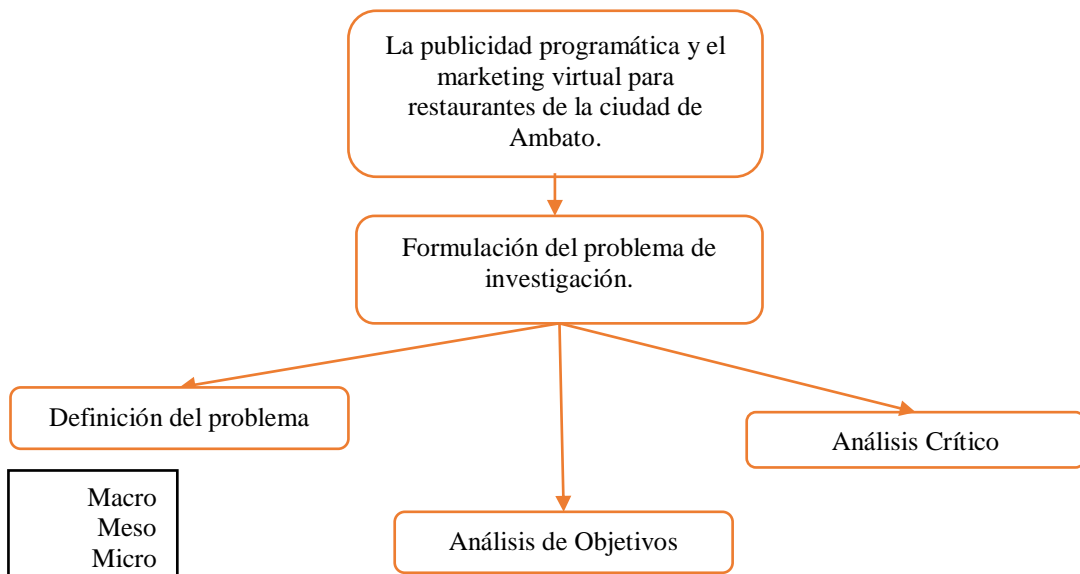 La publicidad programática y el
marketing virtual para
restaurantes de la ciudad de
Ambato.
Formulación del problema de
investigación.
Definición del problema
Análisis Crítico
Macro
Meso
Micro
Análisis de Objetivos